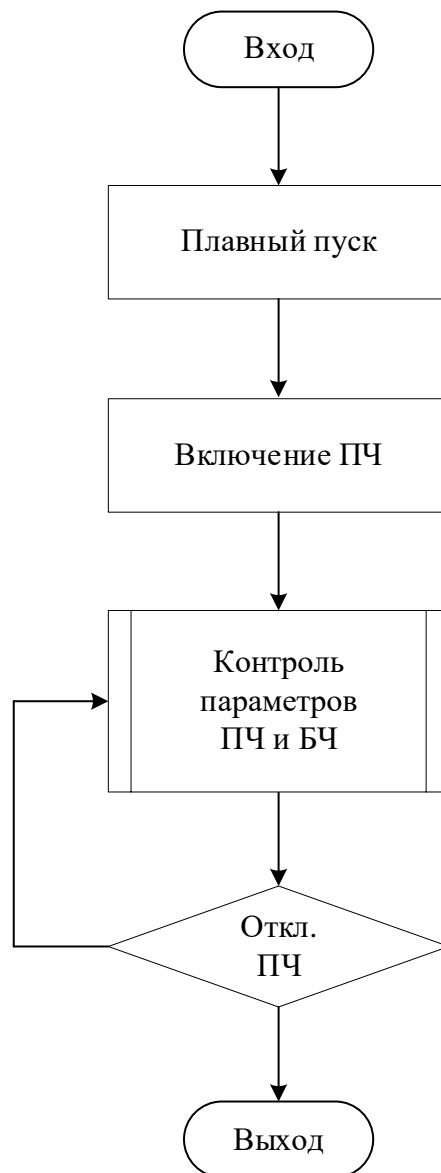 Вход
Плавный пуск
Включение ПЧ
Контроль
параметров
ПЧ и БЧ
Откл.
ПЧ
Выход